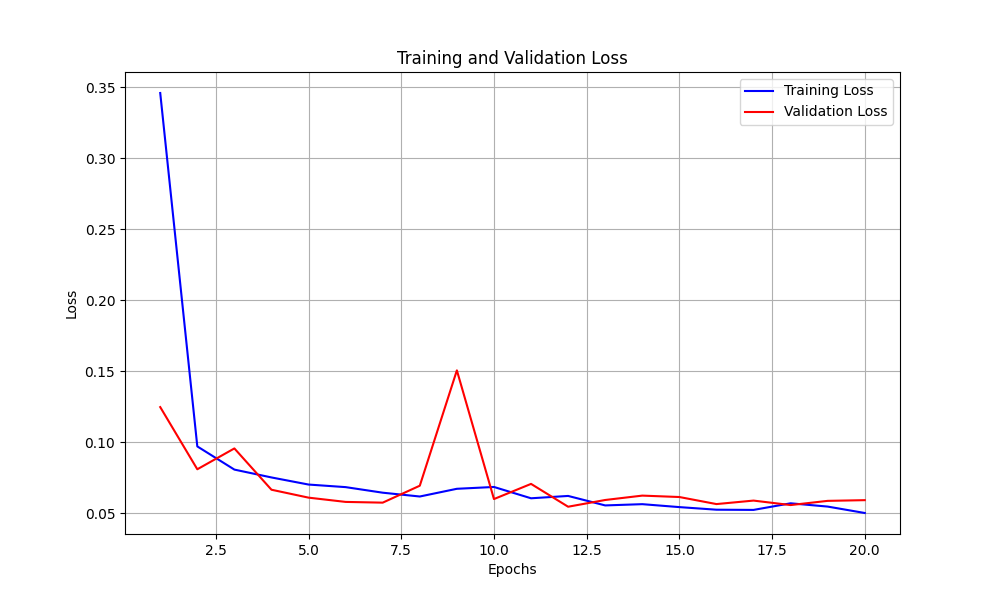 Training and Validation Loss
Training Loss
Validation Loss
0.35
0.30
0.25
0.20
0.15
0.10
0.05
Loss
2.5 5.0 7.5 10.0 12.5 15.0 17.5 20.0
Epochs